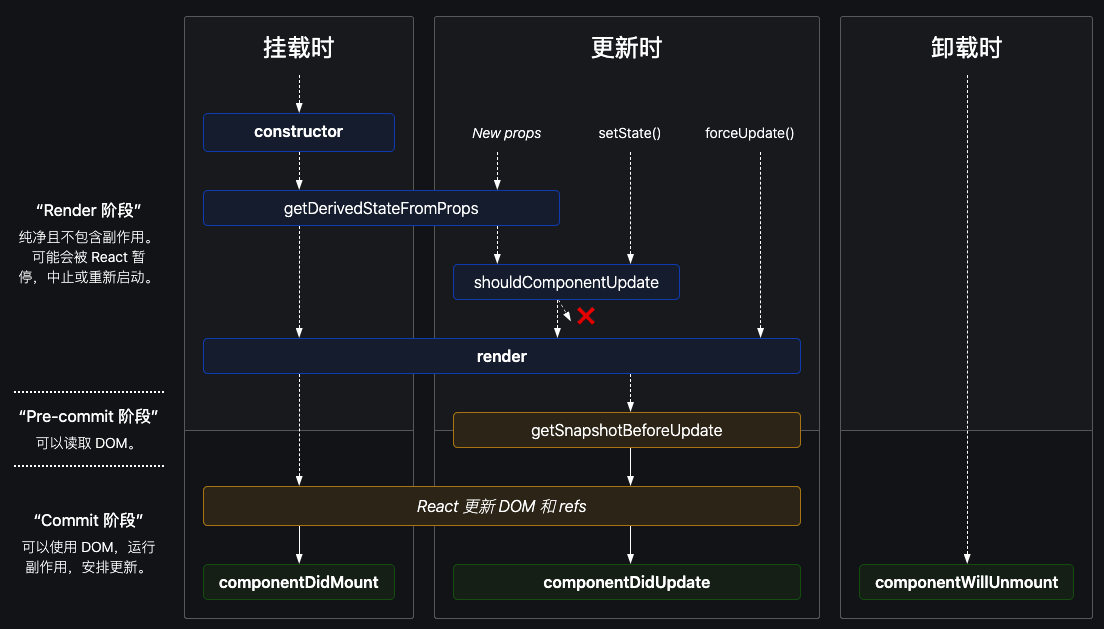 挂载时
更新时
卸载时
constructor
New props
setState()
forceUpdate()
“Render 阶段”
纯净且不包含副作用。
可能会被 React 暂
停，中止或重新启动。
getDerivedStateFromProps
shouldComponentUpdate
render
“Pre-commit 阶段”
可以读取 DOM。
getSnapshotBeforeUpdate
“Commit 阶段”
可以使用 DOM，运行
副作用，安排更新。
React 更新 DOM 和 refs
componentDidMount
componentDidUpdate
componentWillUnmount